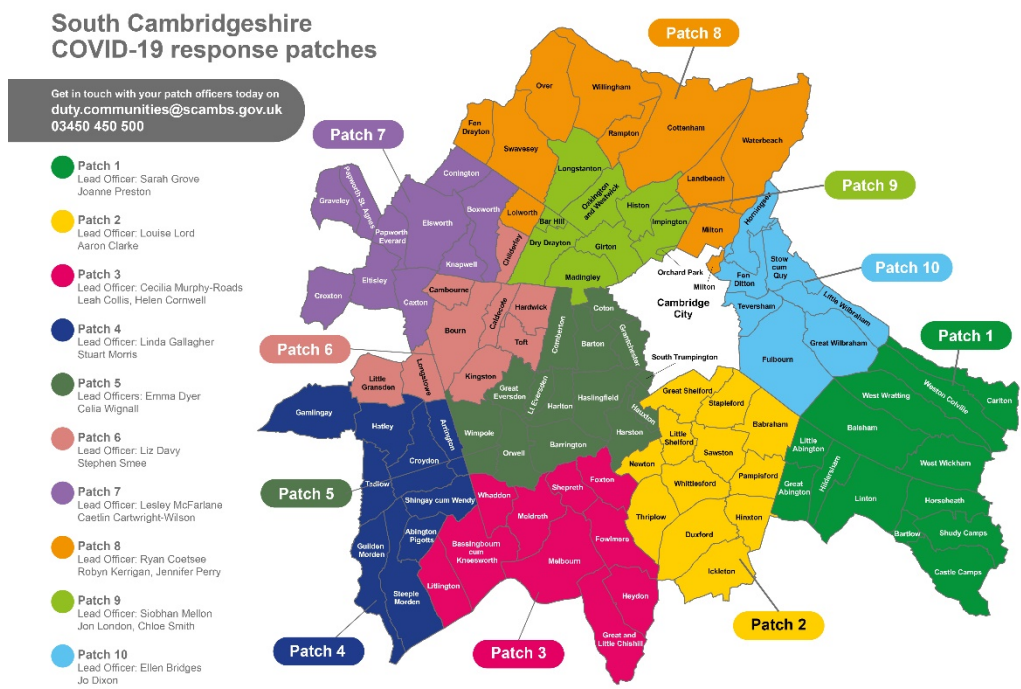 South Cambridgeshire
COVID-19 response patches
Get in touch with your patch officers today on
duty.communities@scambs.gov.uk
03450 450 500
Patch 1
Lead Officer: Sarah Grove
Joanne Preston
Patch 2
Lead Officer: Louise Lord
Aaron Clarke
Patch 3
Lead Officer: Cecilia Murphy-Roads
Leah Collis, Helen Cornwell
Patch 4
Lead Officer: Linda Gallagher
Stuart Morris
Patch 5
Lead Officers: Emma Dyer
Celia Wignall
Patch 6
Lead Officer: Liz Davy
Stephen Smee
Patch 7
Lead Officer: Lesley McFarlane
Caetlin Cartwright-Wilson
Patch 8
Lead Officer: Ryan Coetsee
Robyn Kerrigan, Jennifer Perry
Patch 9
Lead Officer: Siobhan Mellon
Jon London, Chloe Smith
Patch 10
Lead Officer: Ellen Bridges
Jo Dixon
Patch 8
Over
Willingham
Fen
Drayton
Swavesey
Rampton
Cottenham
Waterbeach
Landbeach
Milton
Lolworth
Patch 7
Conington
Papworth St. Agnes
Graveley
Elsworth
Boxworth
Papworth
Everard
Knapwell
Eltisley
Croxton
Caxton
Patch 9
Longstanton
Oakington
and Westwick
Histon
Impington
Bar Hill
Dry Drayton
Girton
Madingley
Orchard Park
Milton
Cambridge
City
South Trumpington
Patch 10
Horningsea
Stow
cum
Quy
Fen
Ditton
Teversham
Little Wilbraham
Great Wilbraham
Fulbourn
Patch 6
Childerley
Cambourne
Caldecote
Hardwick
Bourn
Toft
Kingston
Longstowe
Little
Gransden
Patch 5
Coton
Comberton
Barton
Grantchester
Great
Eversden
Lt Eversden
Harlton
Haslingfield
Hauxton
Harston
Wimpole
Orwell
Barrington
Patch 1
Carlton
Weston Colville
West Wratting
Balsham
West Wickham
Little
Abington
Great
Abington
Hildersham
Linton
Horseheath
Bartlow
Shudy Camps
Castle Camps
Patch 2
Great Shelford
Stapleford
Babraham
Little
Shelford
Sawston
Newton
Whittlesford
Pampisford
Thriplow
Duxford
Hinxton
Ickleton
Patch 3
Whaddon
Shepreth
Foxton
Meldreth
Fowlmere
Bassingbourn
cum
Kneesworth
Melbourn
Litlington
Heydon
Great and
Little Chishill
Patch 4
Gamlingay
Hatley
Arrington
Croydon
Tadlow
Shingay cum Wendy
Abington
Pigotts
Guilden
Morden
Steeple
Morden